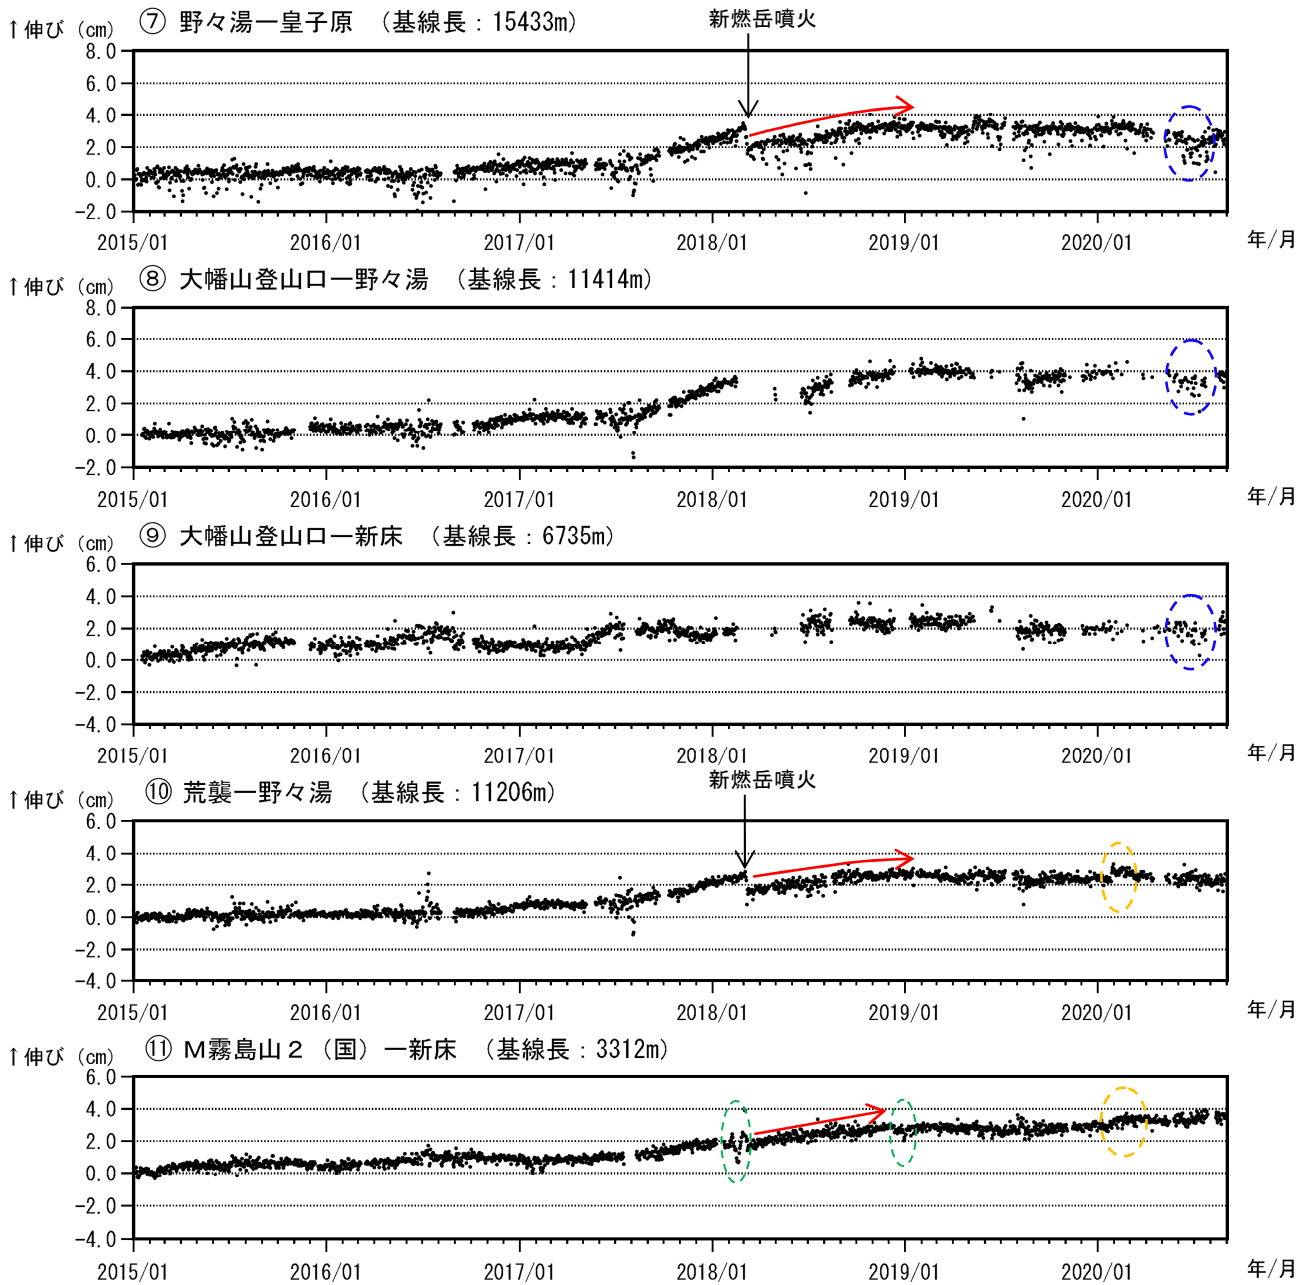 ⑦ 野々湯ー皇子原 （基線長：15433m）
新燃岳噴火
↑伸び（cm）
8.0
6.0
4.0
2.0
0.0
-2.0
2015/01 2016/01 2017/01 2018/01 2019/01 2020/01 年/月
⑧ 大幡山登山口ー野々湯 （基線長：11414m）
↑伸び（cm）
8.0
6.0
4.0
2.0
0.0
-2.0
2015/01 2016/01 2017/01 2018/01 2019/01 2020/01 年/月
⑨ 大幡山登山口ー新床 （基線長：6735m）
↑伸び（cm）
6.0
4.0
2.0
0.0
-2.0
-4.0
2015/01 2016/01 2017/01 2018/01 2019/01 2020/01 年/月
新燃岳噴火
⑩ 荒襲ー野々湯 （基線長：11206m）
↑伸び（cm）
6.0
4.0
2.0
0.0
-2.0
-4.0
2015/01 2016/01 2017/01 2018/01 2019/01 2020/01 年/月
⑪ Ｍ霧島山２（国）ー新床 （基線長：3312m）
↑伸び（cm）
6.0
4.0
2.0
0.0
-2.0
-4.0
2015/01 2016/01 2017/01 2018/01 2019/01 2020/01 年/月